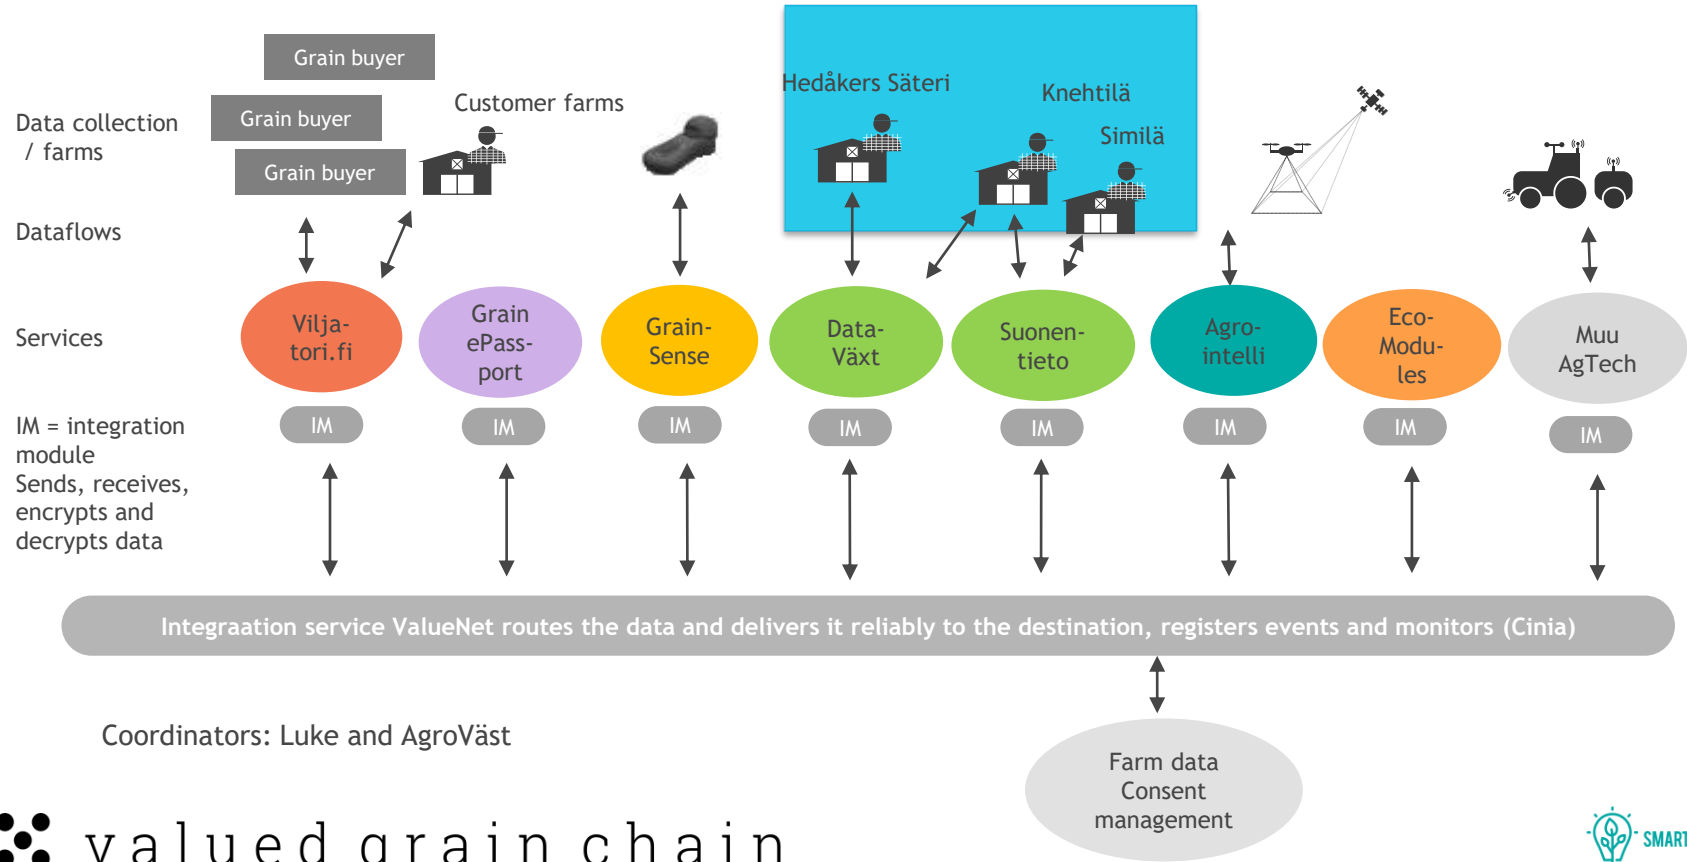 Grain buyer
Grain buyer
Grain buyer
Customer farms
Hedåkers Säteri
Knehtilä
Similä
Data collection
/ farms
Dataflows
Services
Vilja-
tori.fi
Grain
ePass-
port
Grain-
Sense
Data-
Växt
Suonen-
tieto
Agro-
intelli
Eco-
Modu-
les
Muu
AgTech
IM = integration
module
Sends, receives,
encrypts and
decrypts data
IM
IM
IM
IM
IM
IM
IM
IM
Integraation service ValueNet routes the data and delivers it reliably to the destination, registers events and monitors (Cinia)
Coordinators: Luke and AgroVäst
Farm data
Consent
management
valued grain chain
SMART